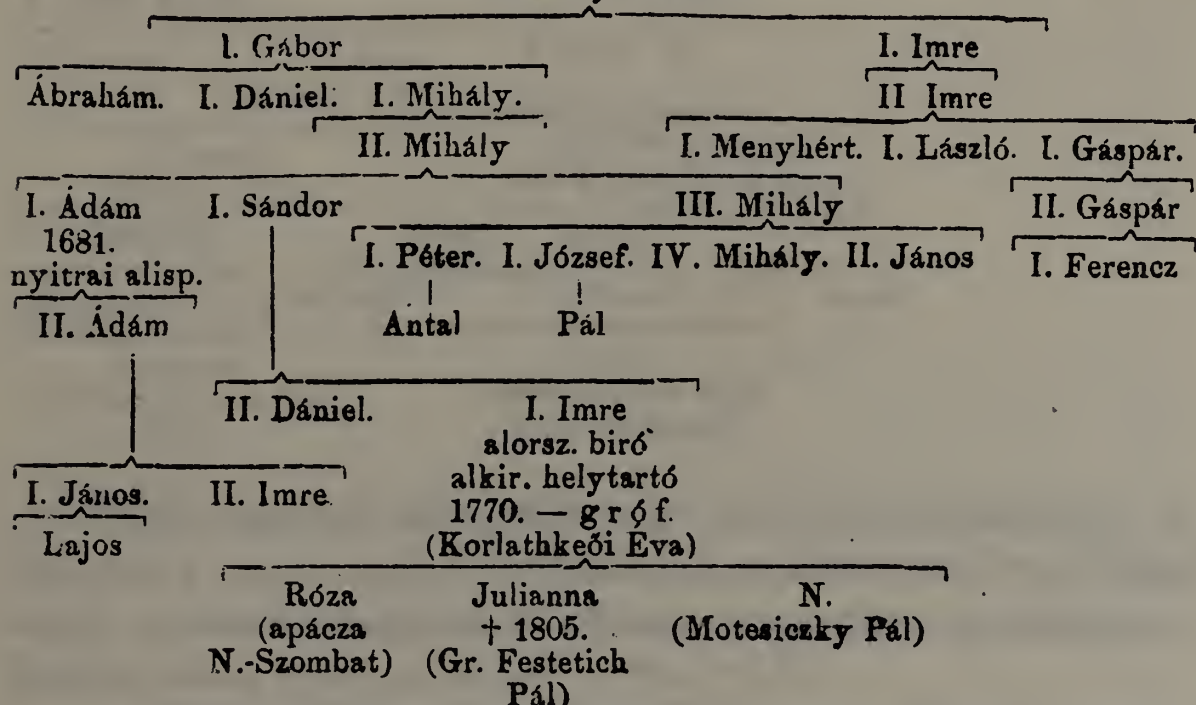 I. Gábor I. Imre
Ábrahám. I. Dániel. I. Mihály. II Imre
II. Mihály I. Menyhért. I. László. I. Gáspár.
I. Ádám I. Sándor III. Mihály II. Gáspár
1681.
nyitrai alisp. I. Péter. I. József. IV. Mihály. II. János I. Ferencz
II. Ádám Antal Pál
II. Dániel. I. Imre
alorsz. biró
alkir. helytartó
I. János. II. Imre 1770. — gróf.
Lajos (Korlathkeői Éva)
Róza Julianna N.
(apácza † 1805. (Motesiczky Pál)
N.-Szombat) (Gr. Festetich
Pál)